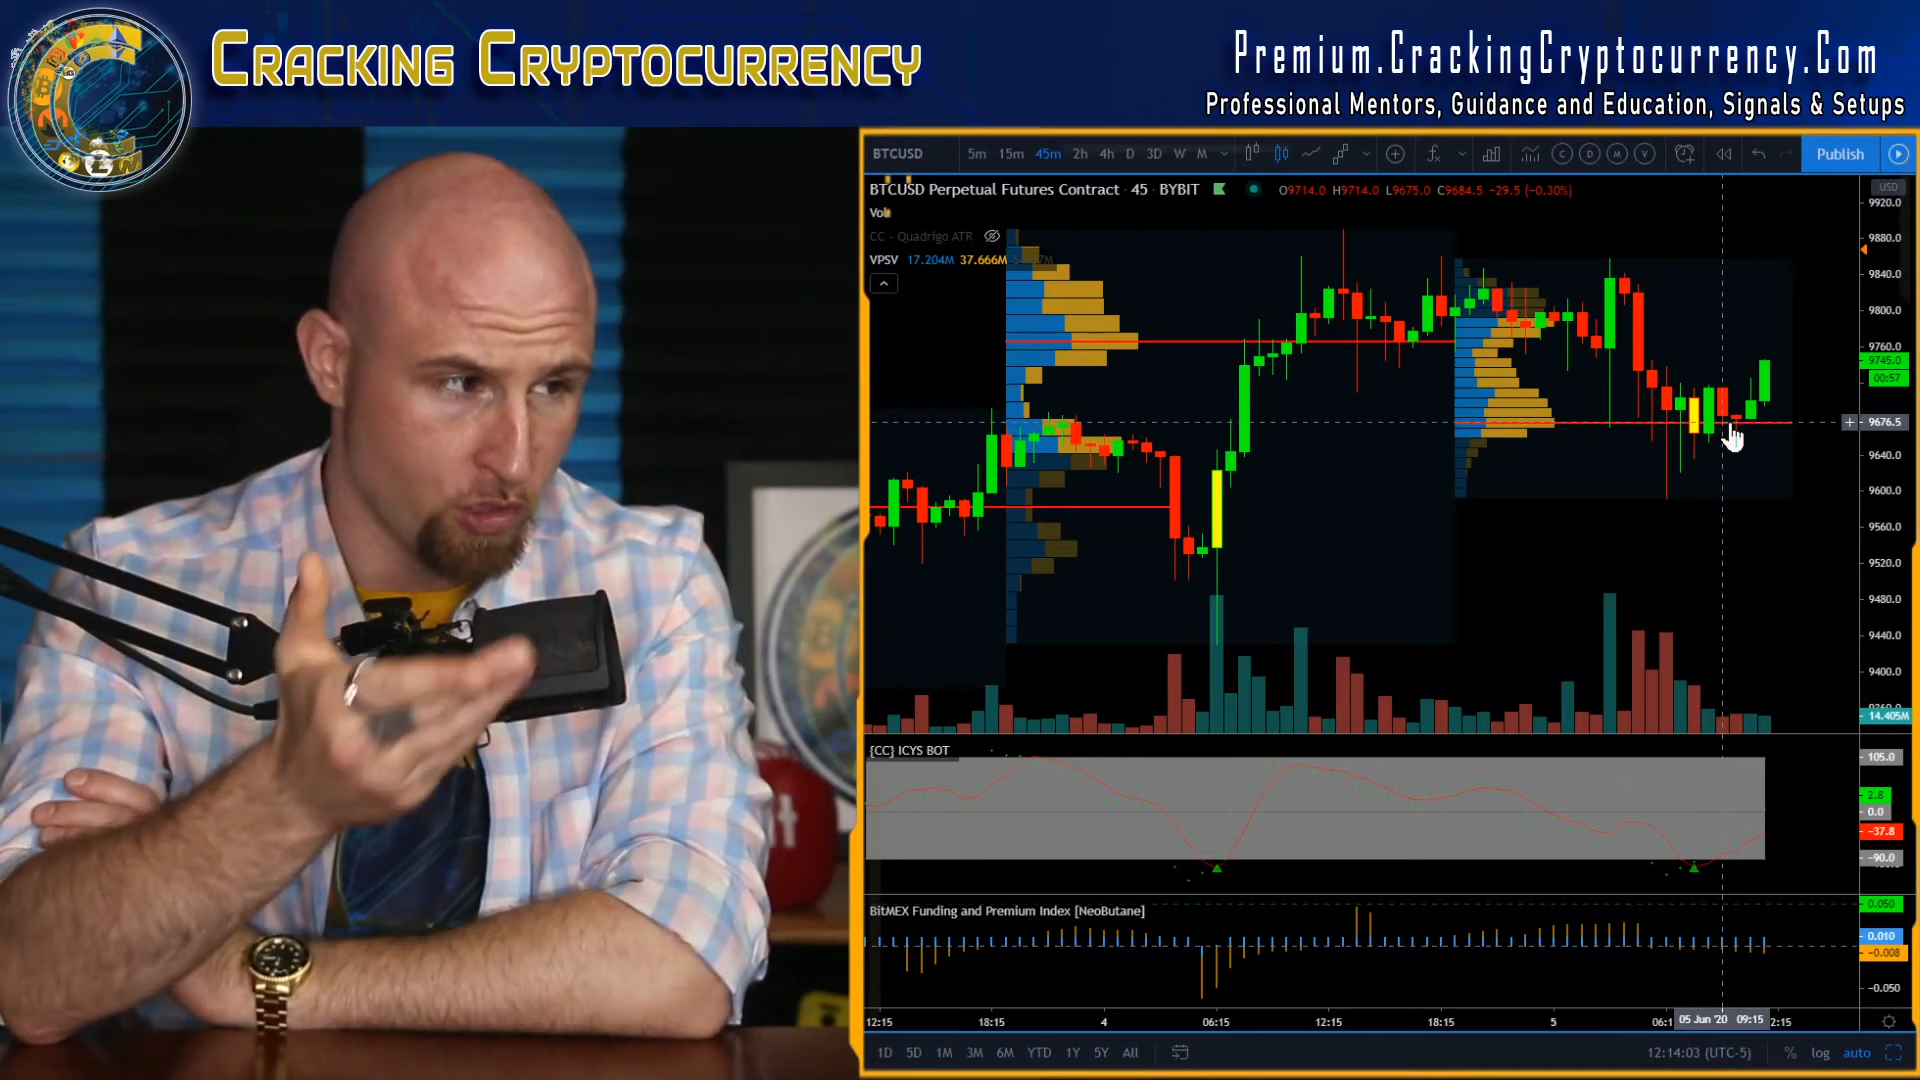 CRACKING CRYPTOCURRENCY
Premium.CrackingCryptocurrency.Com
Professional Mentors, Guidance and Education, Signals & Setups
BTCUSD 5m 15m 45m 2h 4h D 3D W M C D M V Publish
BTCUSD Perpetual Futures Contract · 45 · BYBIT O9714.0 H9714.0 L9675.0 C9684.5 −29.5 (−0.30%)
USD
Vol
CC - Quadrigo ATR
VPSV 17.204M 37.666M
9920.0
9880.0
9840.0
9800.0
9760.0
9745.0
00:57
9676.5
9640.0
9600.0
9560.0
9520.0
9480.0
9440.0
9400.0
14.405M
{CC} ICYS BOT
105.0
2.8
0.0
−37.8
−90.0
BitMEX Funding and Premium Index [NeoButane]
0.050
0.010
−0.008
−0.050
12:15 18:15 4 06:15 12:15 18:15 5 06:1 05 Jun '20 09:15 2:15
1D 5D 1M 3M 6M YTD 1Y 5Y All 12:14:03 (UTC-5) % log auto